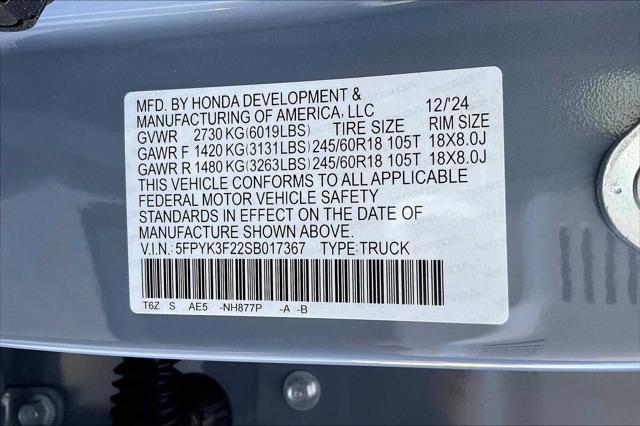 MFD. BY HONDA DEVELOPMENT &
MANUFACTURING OF AMERICA, LLC 12/'24
GVWR 2730 KG(6019LBS) TIRE SIZE RIM SIZE
GAWR F 1420 KG(3131LBS) 245/60R18 105T 18X8.0J
GAWR R 1480 KG(3263LBS) 245/60R18 105T 18X8.0J
THIS VEHICLE CONFORMS TO ALL APPLICABLE
FEDERAL MOTOR VEHICLE SAFETY
STANDARDS IN EFFECT ON THE DATE OF
MANUFACTURE SHOWN ABOVE.
V.I.N.: 5FPYK3F22SB017367 TYPE:TRUCK
T6Z S AE5 -NH877P -A -B